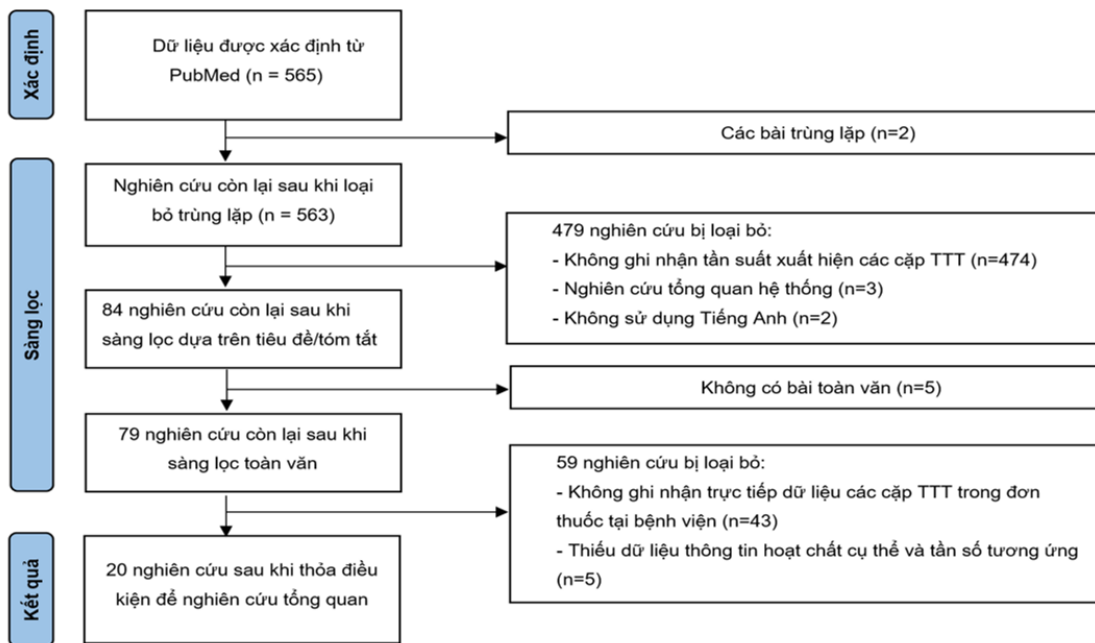 Xác định
Dữ liệu được xác định từ
PubMed (n = 565)
Các bài trùng lặp (n=2)
Sàng lọc
Nghiên cứu còn lại sau khi loại
bỏ trùng lặp (n = 563)
479 nghiên cứu bị loại bỏ:
- Không ghi nhận tần suất xuất hiện các cặp TTT (n=474)
- Nghiên cứu tổng quan hệ thống (n=3)
- Không sử dụng Tiếng Anh (n=2)
84 nghiên cứu còn lại sau khi
sàng lọc dựa trên tiêu đề/tóm tắt
Không có bài toàn văn (n=5)
79 nghiên cứu còn lại sau khi
sàng lọc toàn văn
59 nghiên cứu bị loại bỏ:
- Không ghi nhận trực tiếp dữ liệu các cặp TTT trong đơn
thuốc tại bệnh viện (n=43)
- Thiếu dữ liệu thông tin hoạt chất cụ thể và tần số tương ứng
(n=5)
Kết quả
20 nghiên cứu sau khi thỏa điều
kiện để nghiên cứu tổng quan